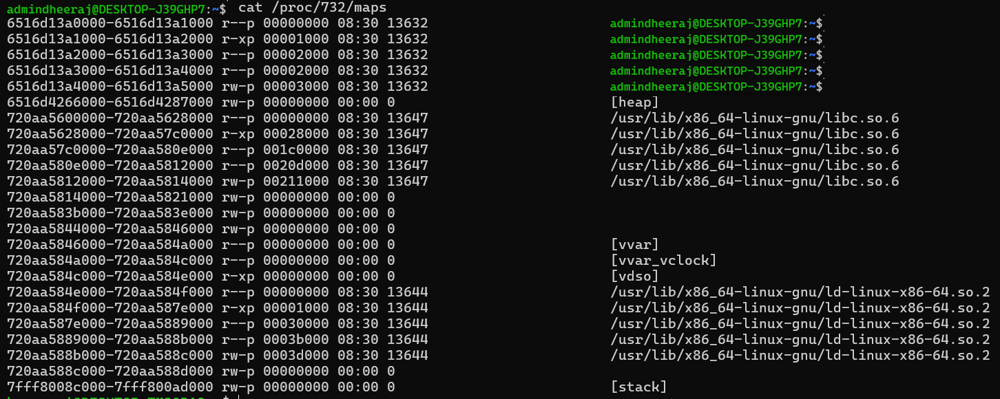 admindheeraj@DESKTOP-J39GHP7:~$ cat /proc/732/maps
6516d13a0000-6516d13a1000 r--p 00000000 08:30 13632 admindheeraj@DESKTOP-J39GHP7:~$
6516d13a1000-6516d13a2000 r-xp 00001000 08:30 13632 admindheeraj@DESKTOP-J39GHP7:~$
6516d13a2000-6516d13a3000 r--p 00002000 08:30 13632 admindheeraj@DESKTOP-J39GHP7:~$
6516d13a3000-6516d13a4000 r--p 00002000 08:30 13632 admindheeraj@DESKTOP-J39GHP7:~$
6516d13a4000-6516d13a5000 rw-p 00003000 08:30 13632 admindheeraj@DESKTOP-J39GHP7:~$
6516d4266000-6516d4287000 rw-p 00000000 00:00 0 [heap]
720aa5600000-720aa5628000 r--p 00000000 08:30 13647 /usr/lib/x86_64-linux-gnu/libc.so.6
720aa5628000-720aa57c0000 r-xp 00028000 08:30 13647 /usr/lib/x86_64-linux-gnu/libc.so.6
720aa57c0000-720aa580e000 r--p 001c0000 08:30 13647 /usr/lib/x86_64-linux-gnu/libc.so.6
720aa580e000-720aa5812000 r--p 0020d000 08:30 13647 /usr/lib/x86_64-linux-gnu/libc.so.6
720aa5812000-720aa5814000 rw-p 00211000 08:30 13647 /usr/lib/x86_64-linux-gnu/libc.so.6
720aa5814000-720aa5821000 rw-p 00000000 00:00 0
720aa583b000-720aa583e000 rw-p 00000000 00:00 0
720aa5844000-720aa5846000 rw-p 00000000 00:00 0
720aa5846000-720aa584a000 r--p 00000000 00:00 0 [vvar]
720aa584a000-720aa584c000 r--p 00000000 00:00 0 [vvar_vclock]
720aa584c000-720aa584e000 r-xp 00000000 00:00 0 [vdso]
720aa584e000-720aa584f000 r--p 00000000 08:30 13644 /usr/lib/x86_64-linux-gnu/ld-linux-x86-64.so.2
720aa584f000-720aa587e000 r-xp 00001000 08:30 13644 /usr/lib/x86_64-linux-gnu/ld-linux-x86-64.so.2
720aa587e000-720aa5889000 r--p 00030000 08:30 13644 /usr/lib/x86_64-linux-gnu/ld-linux-x86-64.so.2
720aa5889000-720aa588b000 r--p 0003b000 08:30 13644 /usr/lib/x86_64-linux-gnu/ld-linux-x86-64.so.2
720aa588b000-720aa588c000 rw-p 0003d000 08:30 13644 /usr/lib/x86_64-linux-gnu/ld-linux-x86-64.so.2
720aa588c000-720aa588d000 rw-p 00000000 00:00 0
7fff8008c000-7fff800ad000 rw-p 00000000 00:00 0 [stack]